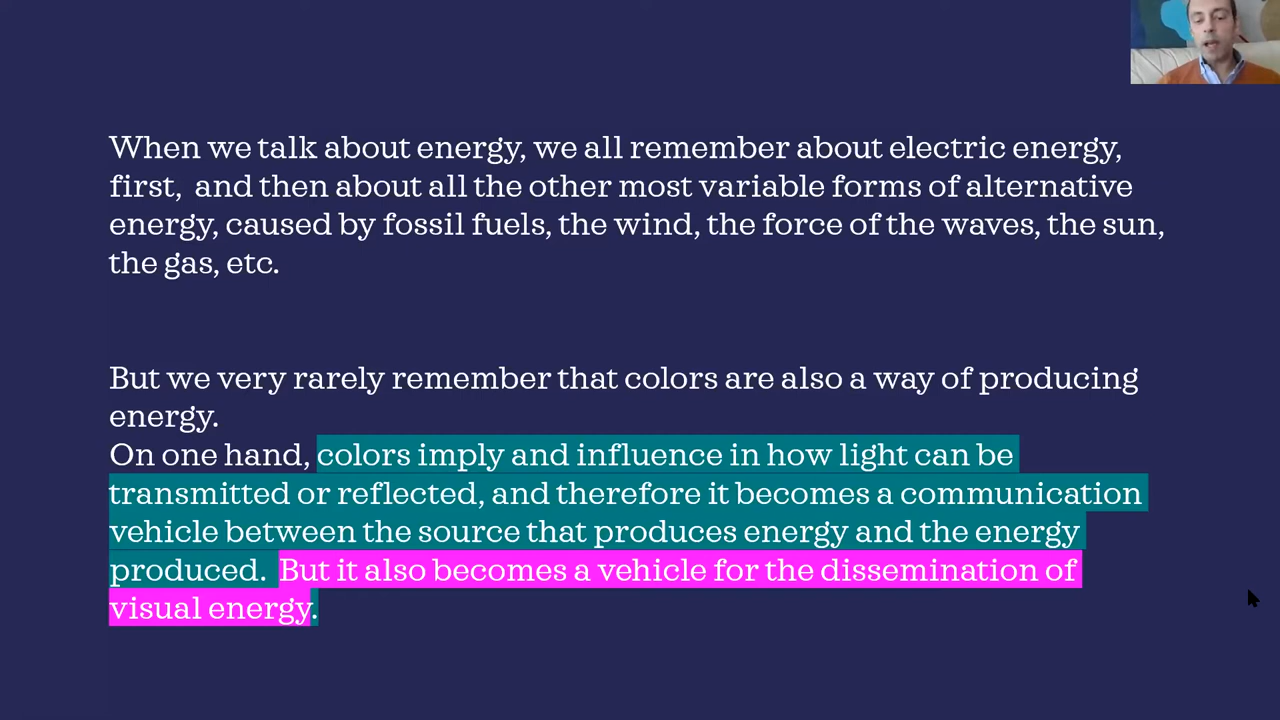 When we talk about energy, we all remember about electric energy,
first,  and then about all the other most variable forms of alternative
energy, caused by fossil fuels, the wind, the force of the waves, the sun,
the gas, etc.
But we very rarely remember that colors are also a way of producing
energy.
On one hand, colors imply and influence in how light can be
transmitted or reflected, and therefore it becomes a communication
vehicle between the source that produces energy and the energy
produced.  But it also becomes a vehicle for the dissemination of
visual energy.